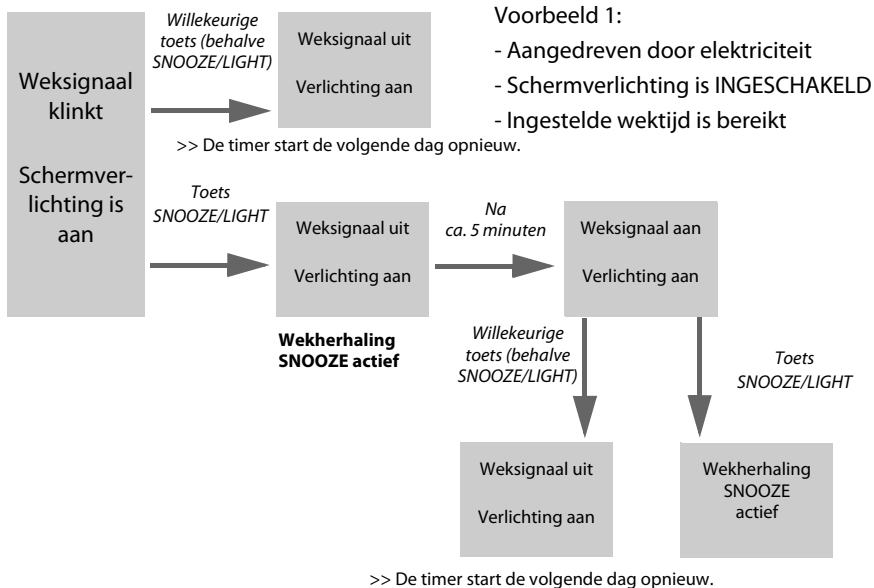 Voorbeeld 1:
- Aangedreven door elektriciteit
- Schermverlichting is INGESCHAKELD
- Ingestelde wektijd is bereikt
Weksignaal
klinkt
Schermver-
lichting is
aan
Willekeurige
toets (behalve
SNOOZE/LIGHT)
Weksignaal uit
Verlichting aan
>> De timer start de volgende dag opnieuw.
Toets
SNOOZE/LIGHT
Weksignaal uit
Verlichting aan
Wekherhaling
SNOOZE actief
Na
ca. 5 minuten
Weksignaal aan
Verlichting aan
Willekeurige
toets (behalve
SNOOZE/LIGHT)
Toets
SNOOZE/LIGHT
Weksignaal uit
Verlichting aan
Wekherhaling
SNOOZE
actief
>> De timer start de volgende dag opnieuw.